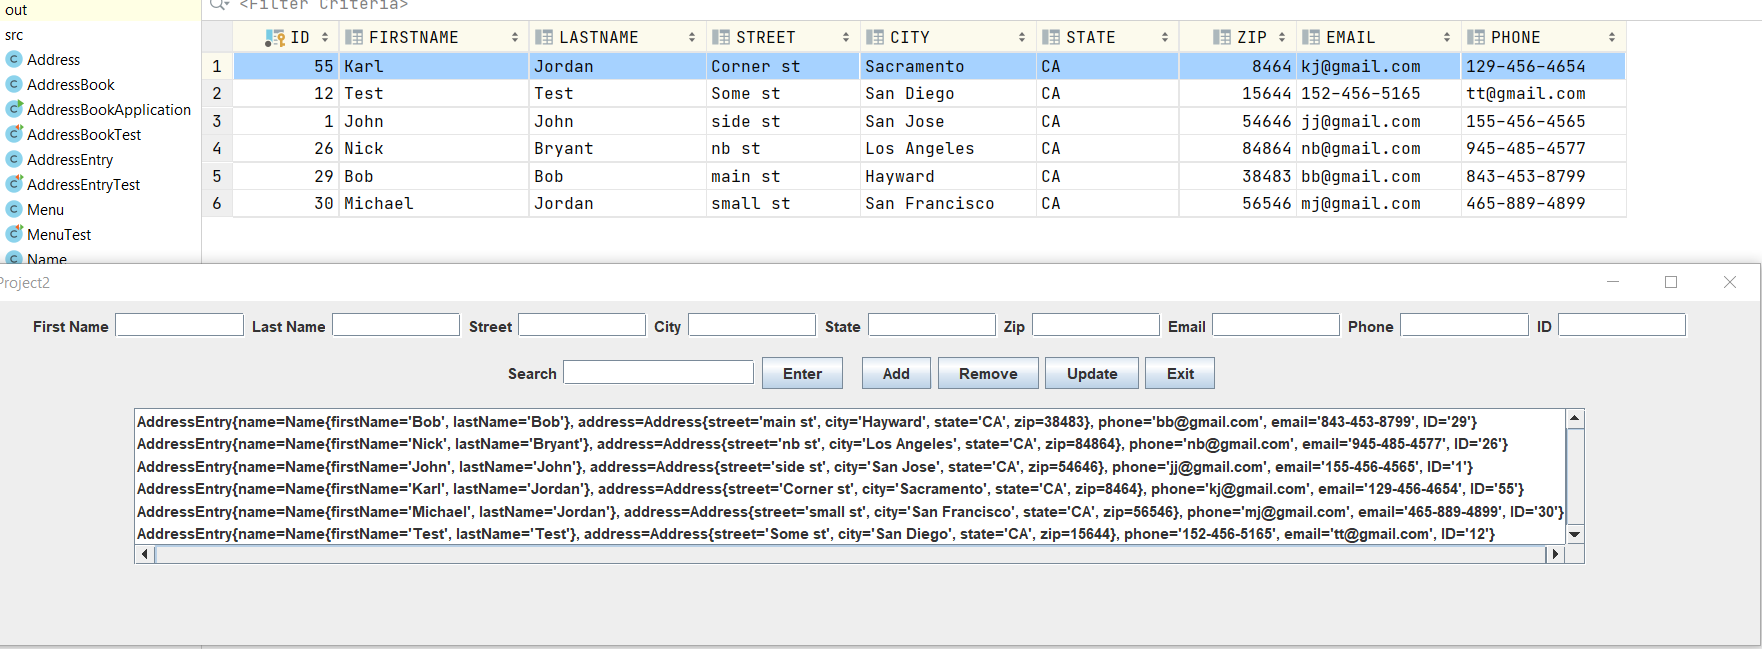 out
src
Address
AddressBook
AddressBookApplication
AddressBookTest
AddressEntry
AddressEntryTest
Menu
MenuTest
Name
<Filter Criteria>
ID FIRSTNAME LASTNAME STREET CITY STATE ZIP EMAIL PHONE
1 55 Karl Jordan Corner st Sacramento CA 8464 kj@gmail.com 129-456-4654
2 12 Test Test Some st San Diego CA 15644 152-456-5165 tt@gmail.com
3 1 John John side st San Jose CA 54646 jj@gmail.com 155-456-4565
4 26 Nick Bryant nb st Los Angeles CA 84864 nb@gmail.com 945-485-4577
5 29 Bob Bob main st Hayward CA 38483 bb@gmail.com 843-453-8799
6 30 Michael Jordan small st San Francisco CA 56546 mj@gmail.com 465-889-4899
Project2
First Name Last Name Street City State Zip Email Phone ID
Search Enter Add Remove Update Exit
AddressEntry{name=Name{firstName='Bob', lastName='Bob'}, address=Address{street='main st', city='Hayward', state='CA', zip=38483}, phone='bb@gmail.com', email='843-453-8799', ID='29'}
AddressEntry{name=Name{firstName='Nick', lastName='Bryant'}, address=Address{street='nb st', city='Los Angeles', state='CA', zip=84864}, phone='nb@gmail.com', email='945-485-4577', ID='26'}
AddressEntry{name=Name{firstName='John', lastName='John'}, address=Address{street='side st', city='San Jose', state='CA', zip=54646}, phone='jj@gmail.com', email='155-456-4565', ID='1'}
AddressEntry{name=Name{firstName='Karl', lastName='Jordan'}, address=Address{street='Corner st', city='Sacramento', state='CA', zip=8464}, phone='kj@gmail.com', email='129-456-4654', ID='55'}
AddressEntry{name=Name{firstName='Michael', lastName='Jordan'}, address=Address{street='small st', city='San Francisco', state='CA', zip=56546}, phone='mj@gmail.com', email='465-889-4899', ID='30'}
AddressEntry{name=Name{firstName='Test', lastName='Test'}, address=Address{street='Some st', city='San Diego', state='CA', zip=15644}, phone='152-456-5165', email='tt@gmail.com', ID='12'}